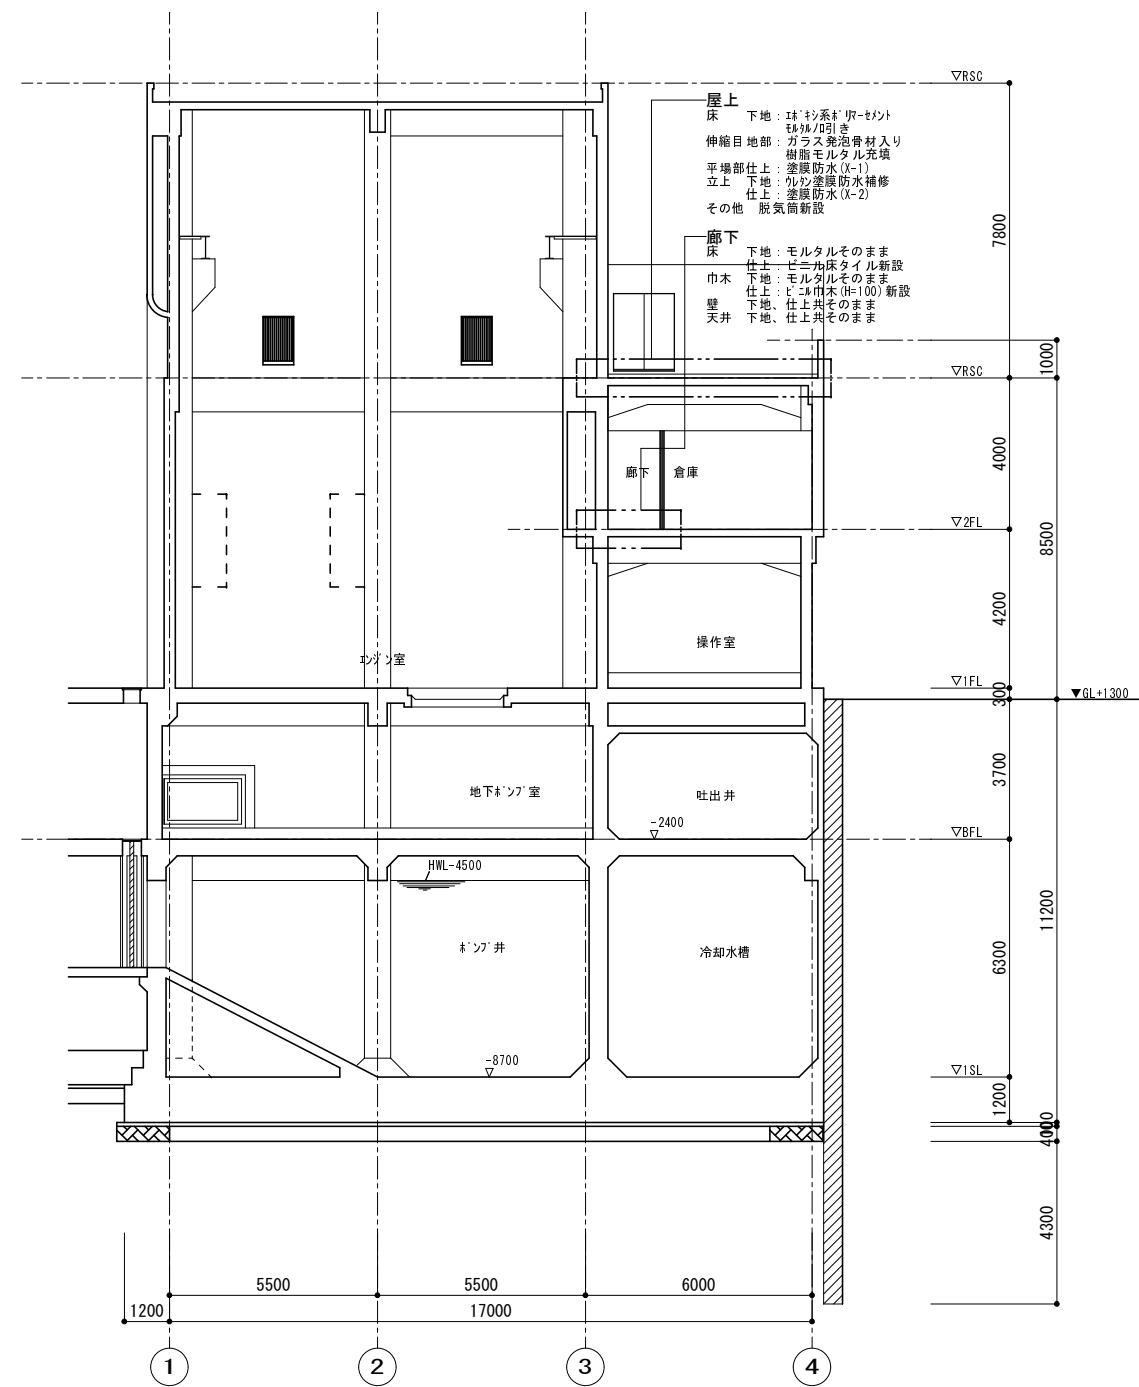 ▽RSC
屋上
床　下地：ｴﾎﾟｷｼ系ﾎﾟﾘﾏｰｾﾒﾝﾄ
ﾓﾙﾀﾙﾉﾛ引き
伸縮目地部：ガラス発泡骨材入り
樹脂モルタル充填
平場部仕上：塗膜防水(X-1)
立上　下地：ｳﾚﾀﾝ塗膜防水補修
仕上：塗膜防水(X-2)
その他　脱気筒新設
廊下
床　下地：モルタルそのまま
仕上：ビニル床タイル新設
巾木　下地：モルタルそのまま
仕上：ﾋﾞﾆﾙ巾木(H=100)新設
壁　下地、仕上共そのまま
天井　下地、仕上共そのまま
7800
1000
▽RSC
4000
廊下
倉庫
▽2FL
8500
4200
操作室
ｴﾝｼﾞﾝ室
▽1FL
300
▼GL+1300
3700
地下ﾎﾟﾝﾌﾟ室
吐出井
-2400
▽BFL
HWL-4500
11200
ﾎﾟﾝﾌﾟ井
冷却水槽
6300
-8700
▽1SL
1200
400
4300
5500
5500
6000
1200
17000
1
2
3
4